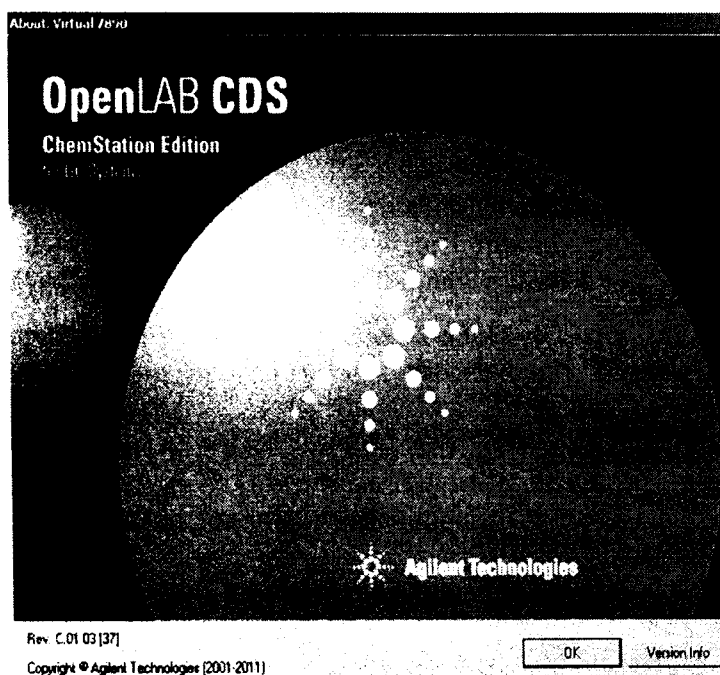 About: Virtual 7890
OpenLAB CDS
ChemStation Edition
Agilent Technologies
Rev. C.01 03 [37]
Copyright © Agilent Technologies [2001-2011]
OK
Version Info